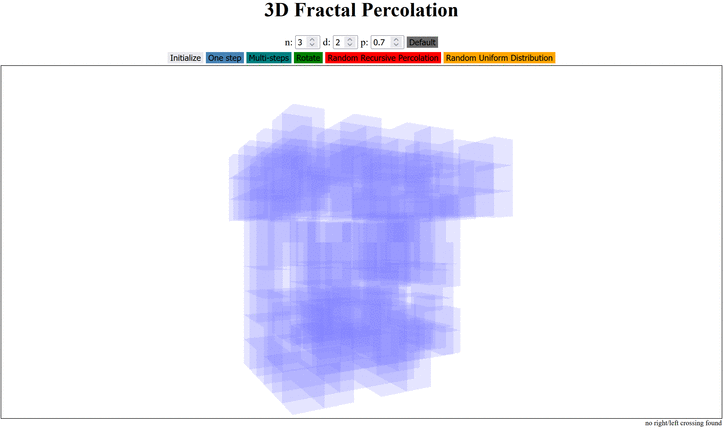 3D Fractal Percolation
n: 3 d: 2 p: 0.7 Default
Initialize One step Multi-steps Rotate Random Recursive Percolation Random Uniform Distribution
no right/left crossing found